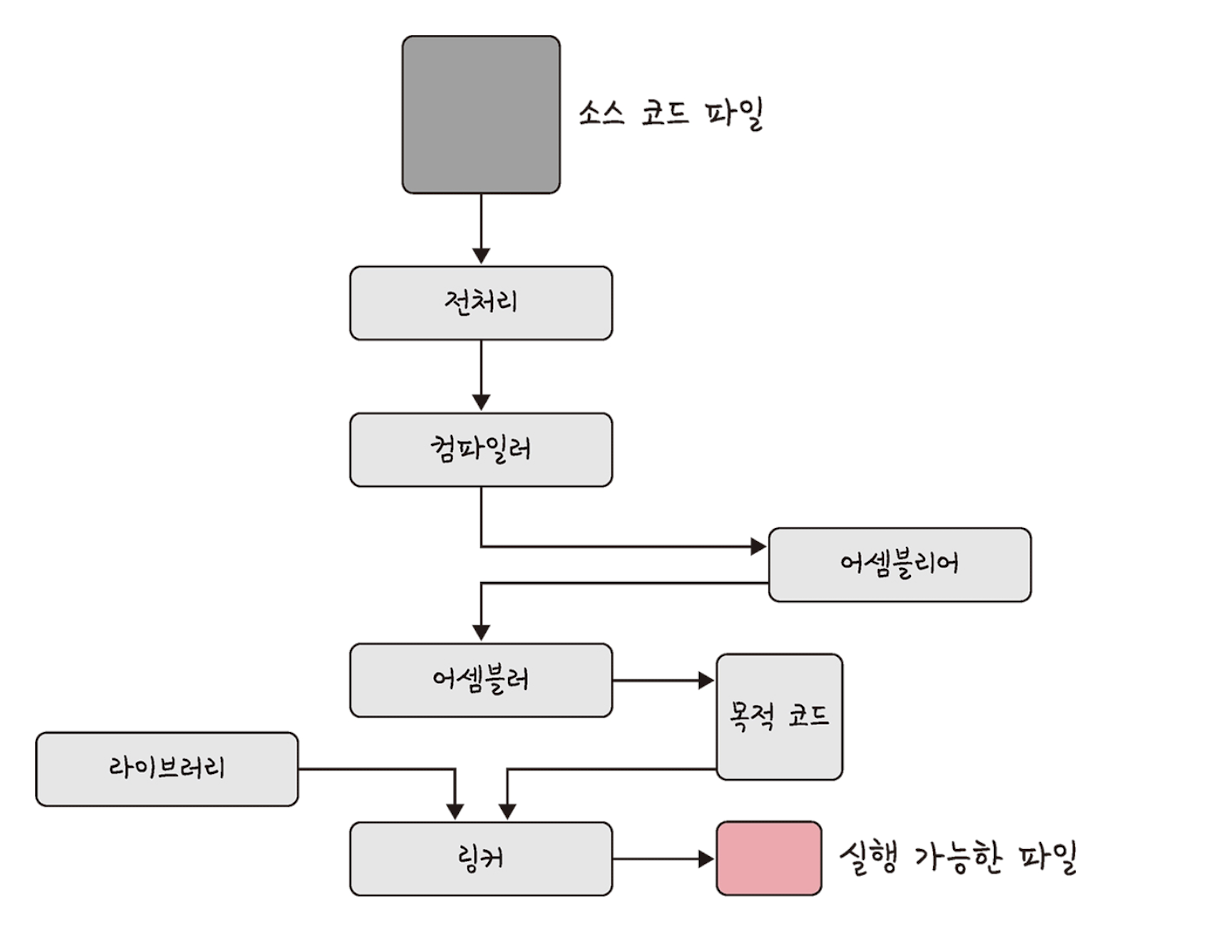 소스 코드 파일
전처리
컴파일러
어셈블리어
어셈블러
목적 코드
라이브러리
링커
실행 가능한 파일